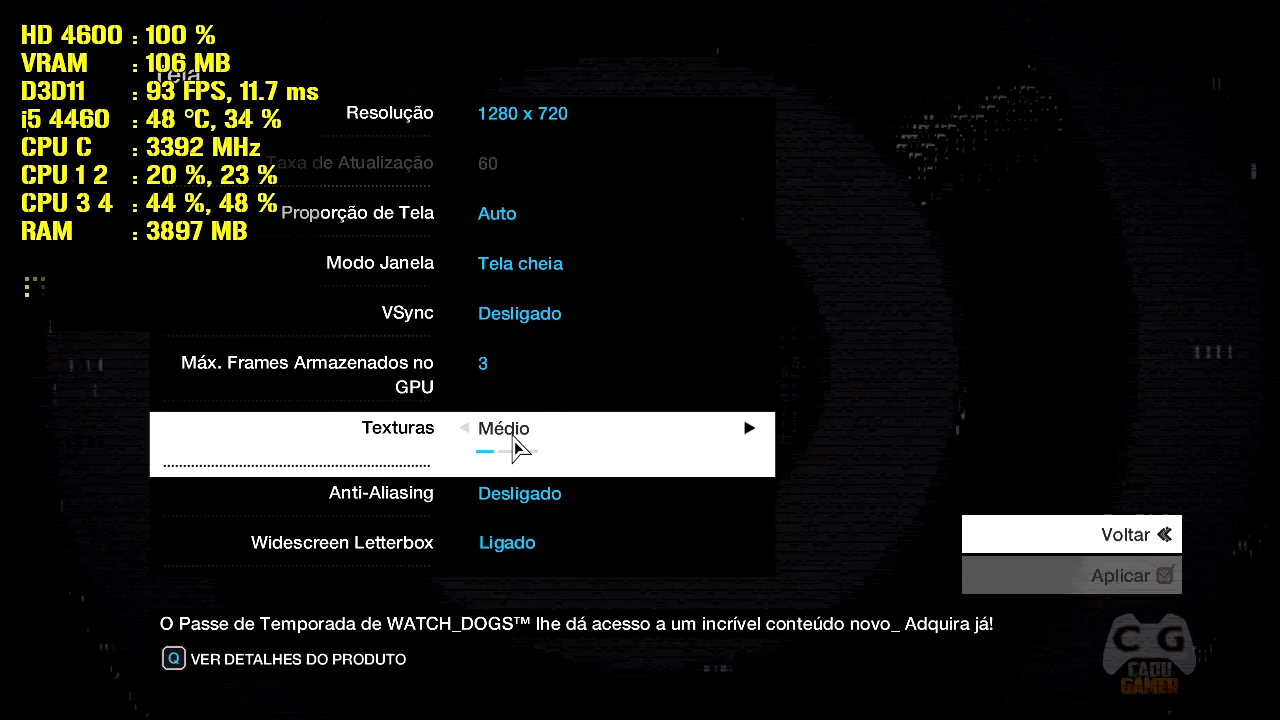 HD 4600 : 100 %
VRAM : 106 MB
Tela
D3D11 : 93 FPS, 11.7 ms
i5 4460 : 48 °C, 34 %
CPU C : 3392 MHz
CPU 1 2 : 20 %, 23 %
CPU 3 4 : 44 %, 48 %
RAM : 3897 MB
Resolução 1280 x 720
Taxa de Atualização 60
Proporção de Tela Auto
Modo Janela Tela cheia
VSync Desligado
Máx. Frames Armazenados no
GPU 3
Texturas Médio
Anti-Aliasing Desligado
Widescreen Letterbox Ligado
Voltar
Aplicar
O Passe de Temporada de WATCH_DOGS™ lhe dá acesso a um incrível conteúdo novo_ Adquira já!
Q VER DETALHES DO PRODUTO
CG
CADU
GAMER